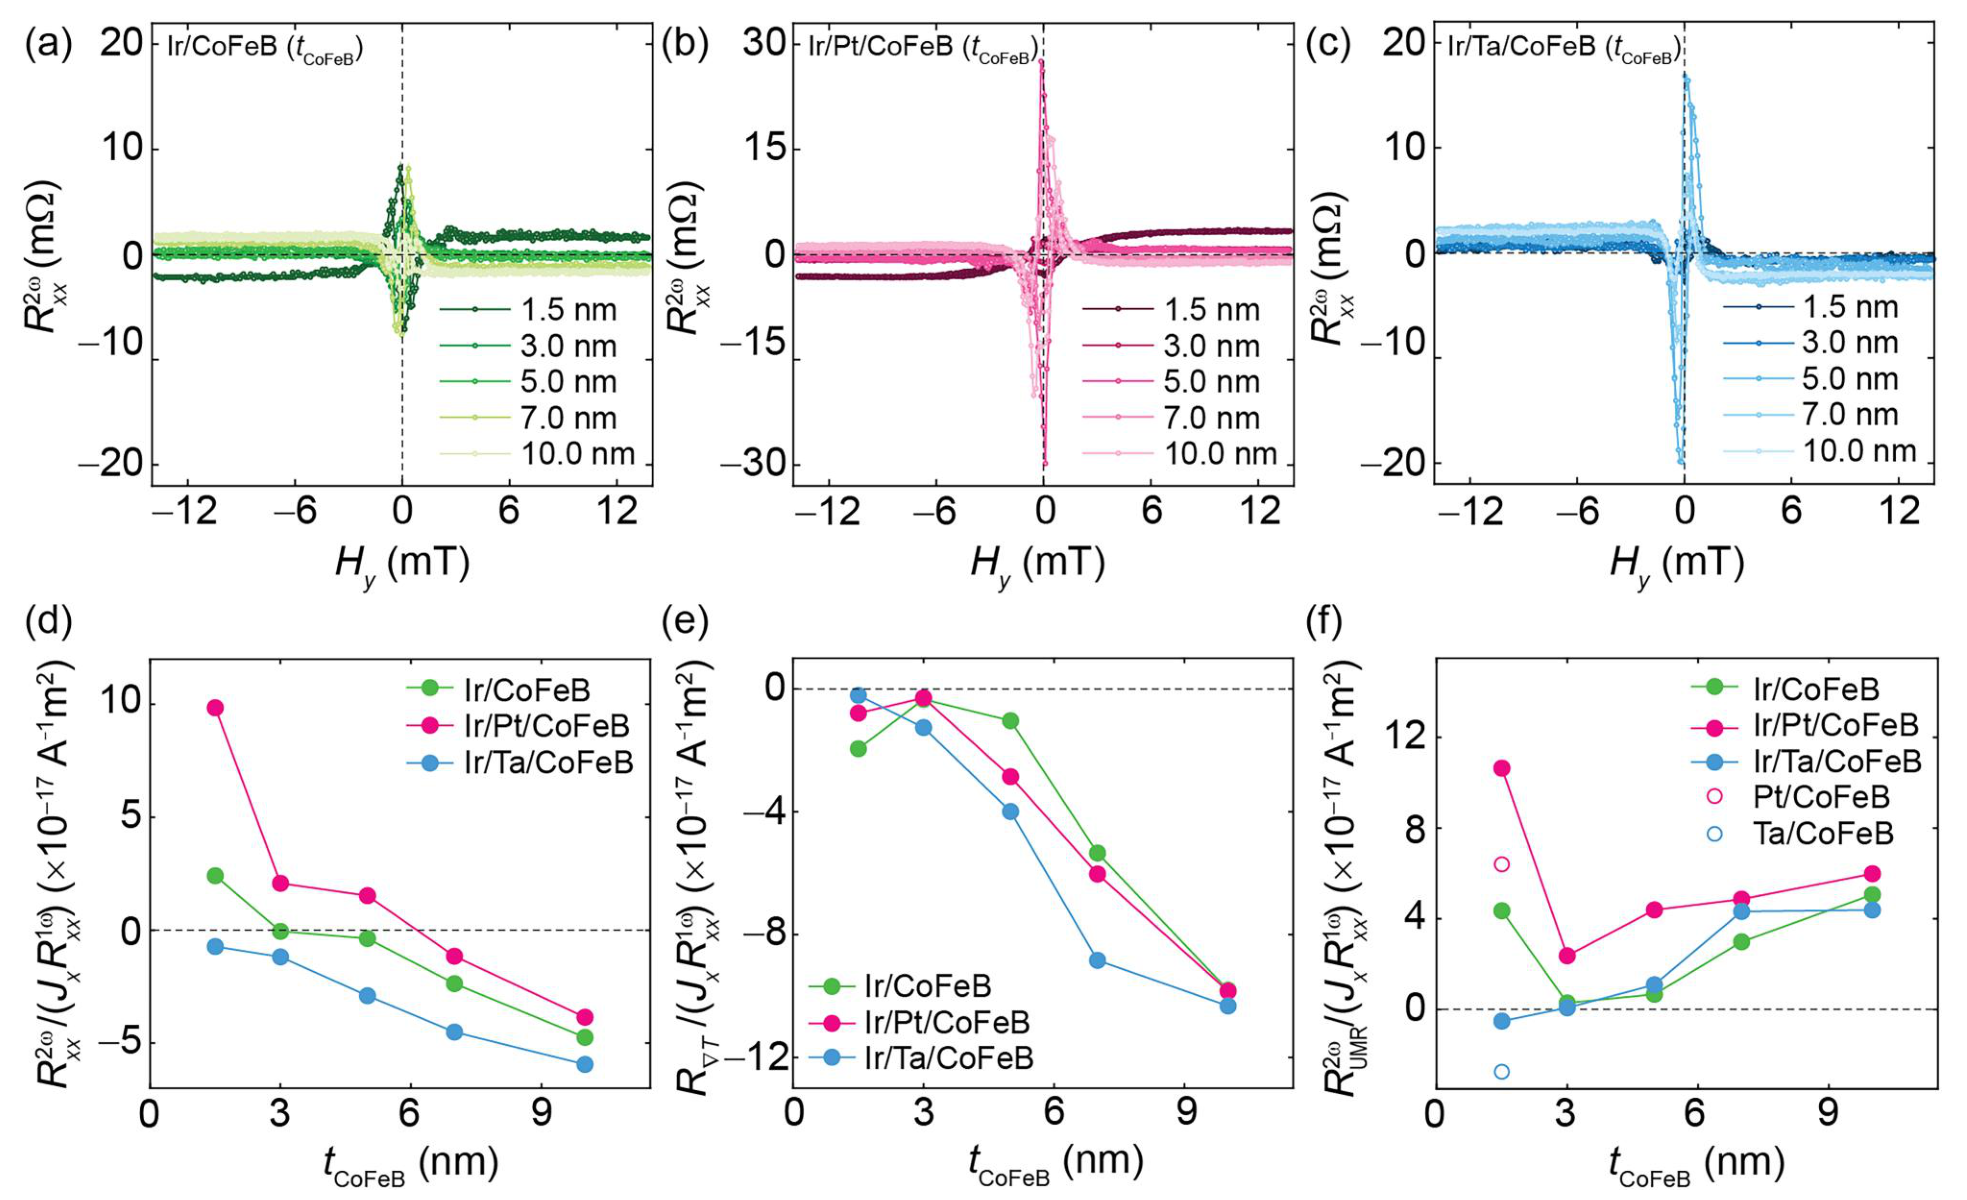 (a)
Ir/CoFeB (tCoFeB)
20
10
0
−10
−20
R2ωxx (mΩ)
1.5 nm
3.0 nm
5.0 nm
7.0 nm
10.0 nm
−12 −6 0 6 12
Hy (mT)
(b)
Ir/Pt/CoFeB (tCoFeB)
30
15
0
−15
−30
R2ωxx (mΩ)
1.5 nm
3.0 nm
5.0 nm
7.0 nm
10.0 nm
−12 −6 0 6 12
Hy (mT)
(c)
Ir/Ta/CoFeB (tCoFeB)
20
10
0
−10
−20
R2ωxx (mΩ)
1.5 nm
3.0 nm
5.0 nm
7.0 nm
10.0 nm
−12 −6 0 6 12
Hy (mT)
(d)
10
5
0
−5
R2ωxx/(JxR1ωxx) (×10−17 A-1m2)
Ir/CoFeB
Ir/Pt/CoFeB
Ir/Ta/CoFeB
0 3 6 9
tCoFeB (nm)
(e)
0
−4
−8
−12
R∇T/(JxR1ωxx) (×10−17 A-1m2)
Ir/CoFeB
Ir/Pt/CoFeB
Ir/Ta/CoFeB
0 3 6 9
tCoFeB (nm)
(f)
12
8
4
0
R2ωUMR/(JxR1ωxx) (×10−17 A-1m2)
Ir/CoFeB
Ir/Pt/CoFeB
Ir/Ta/CoFeB
Pt/CoFeB
Ta/CoFeB
0 3 6 9
tCoFeB (nm)